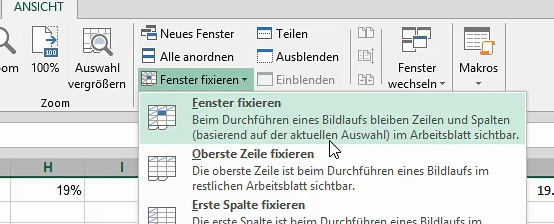 ANSICHT
Neues Fenster
Teilen
Alle anordnen
Ausblenden
100%
Auswahl
vergrößern
Fenster fixieren
Einblenden
Fenster
wechseln
Makros
Zoom
Fenster fixieren
Beim Durchführen eines Bildlaufs bleiben Zeilen und Spalten
(basierend auf der aktuellen Auswahl) im Arbeitsblatt sichtbar.
Oberste Zeile fixieren
Die oberste Zeile ist beim Durchführen eines Bildlaufs im
restlichen Arbeitsblatt sichtbar.
Erste Spalte fixieren
Die erste Spalte ist beim Durchführen eines Bildlaufs im
H
I
19%
19.